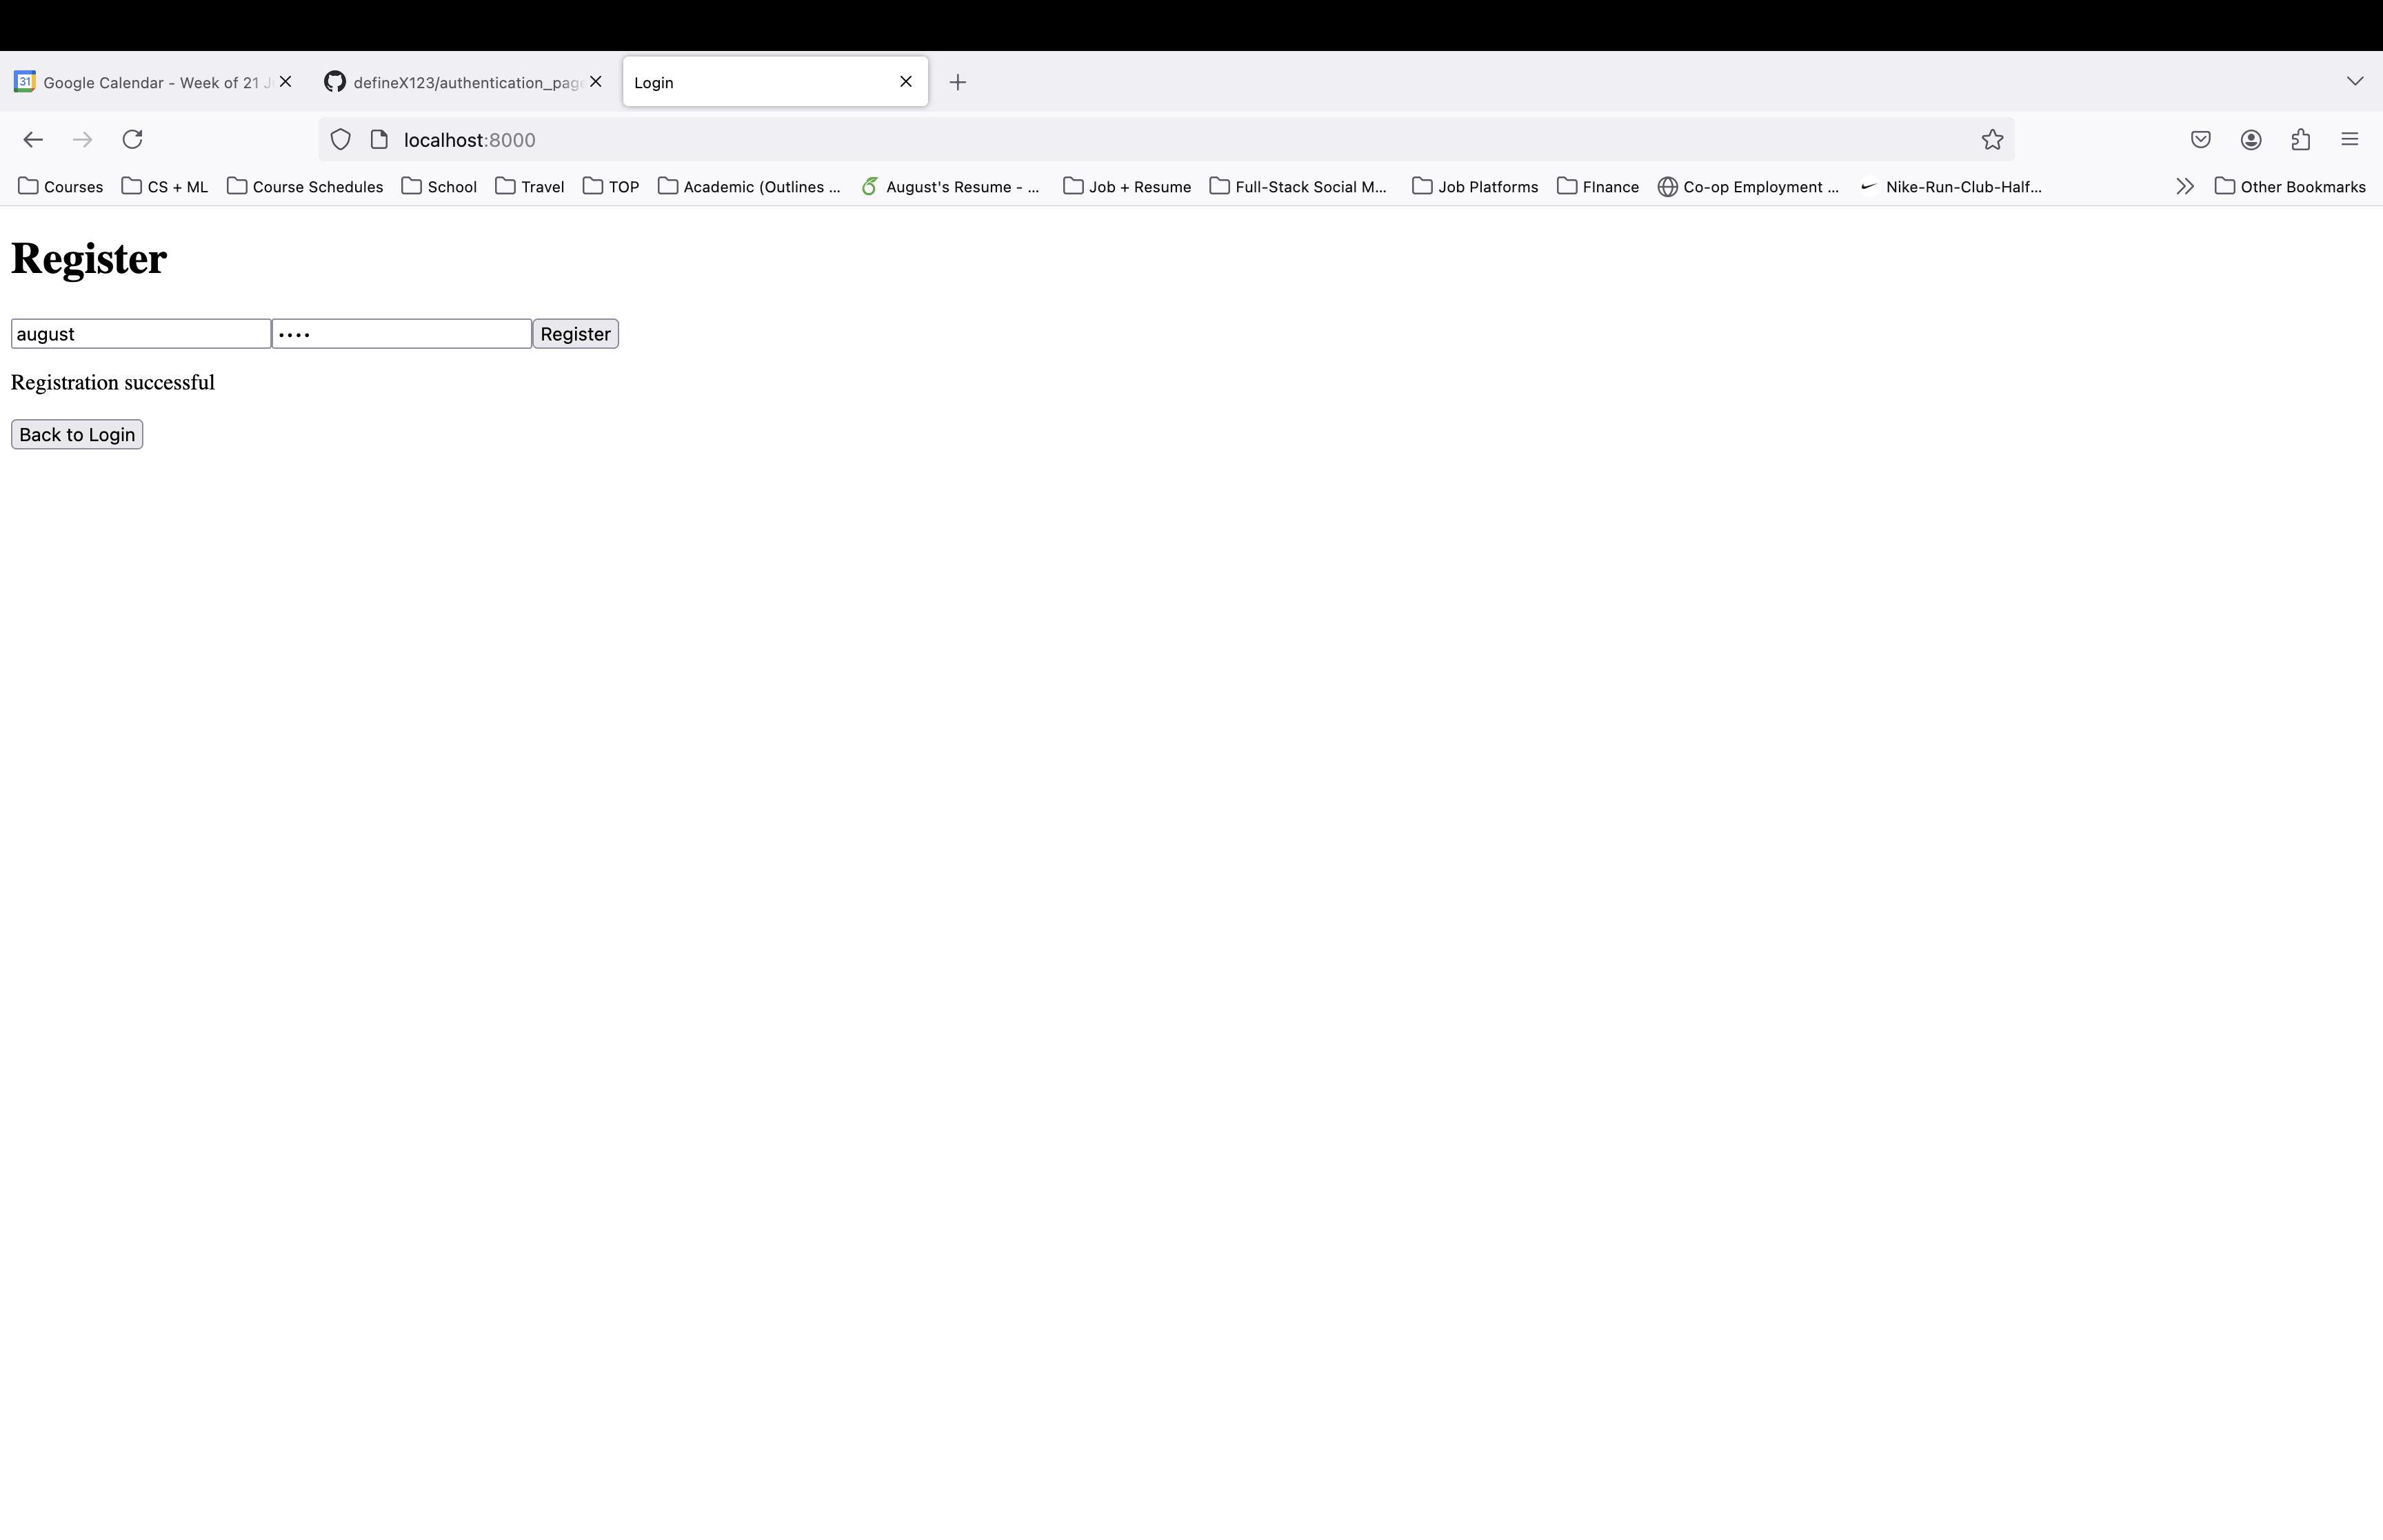 31 Google Calendar - Week of 21 J
defineX123/authentication_page
Login
localhost:8000
Courses CS + ML Course Schedules School Travel TOP Academic (Outlines ... August's Resume - ... Job + Resume Full-Stack Social M... Job Platforms FInance Co-op Employment ... Nike-Run-Club-Half... Other Bookmarks
Register
august •••• Register
Registration successful
Back to Login